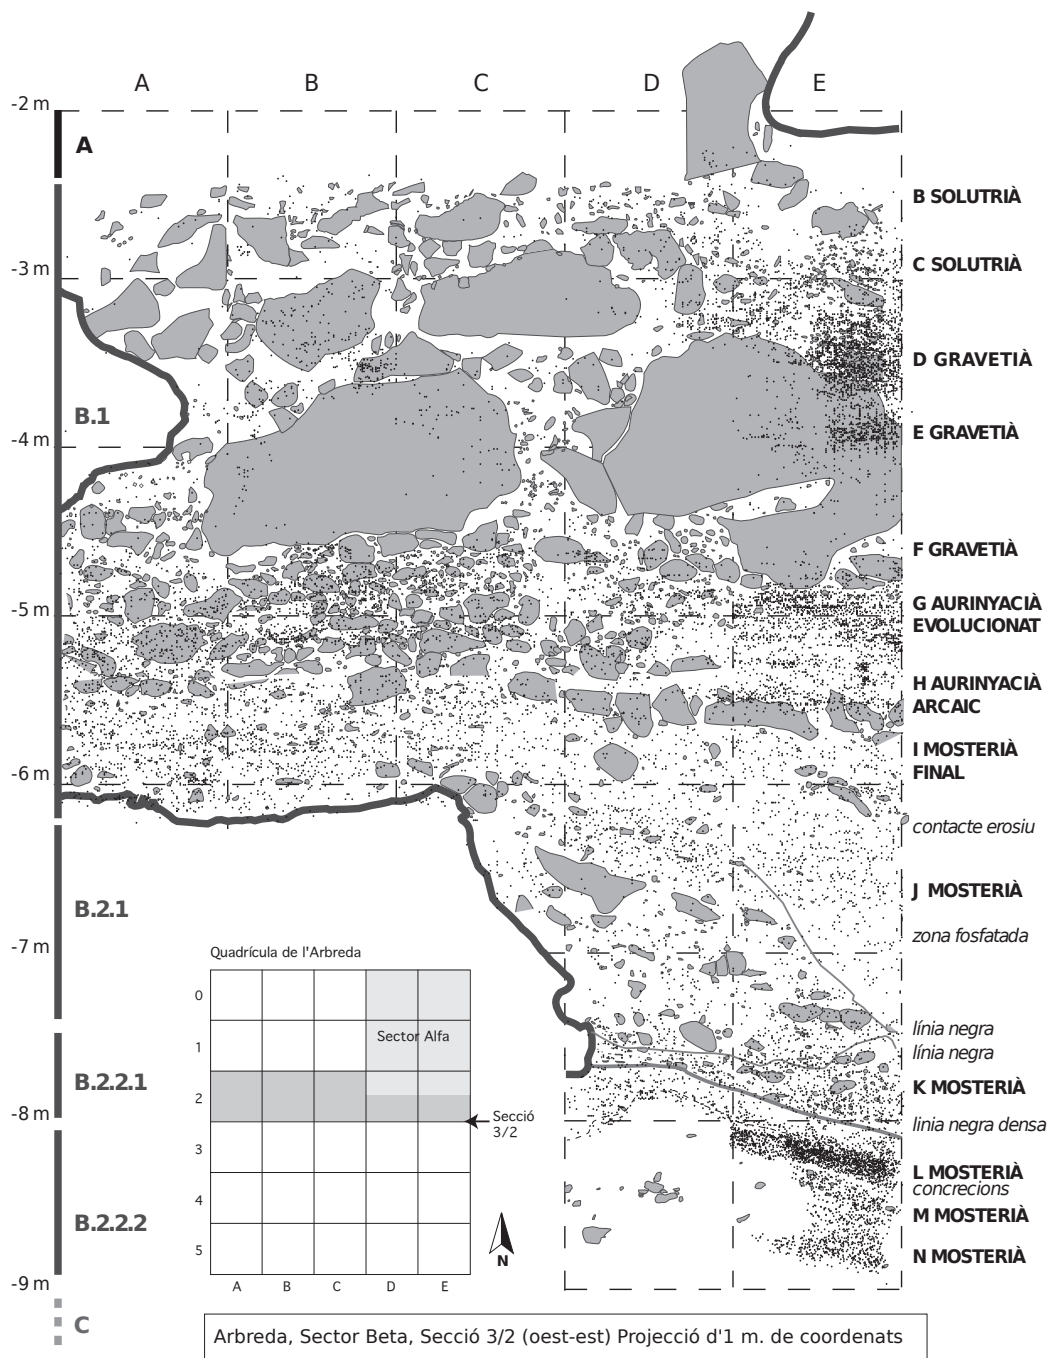 A B C D E
-2 m
A
B SOLUTRIÀ
C SOLUTRIÀ
-3 m
D GRAVETIÀ
B.1
E GRAVETIÀ
-4 m
F GRAVETIÀ
G AURINYACIÀ
EVOLUCIONAT
-5 m
H AURINYACIÀ
ARCAIC
I MOSTERIÀ
FINAL
-6 m
contacte erosiu
J MOSTERIÀ
B.2.1
zona fosfatada
-7 m
línia negra
línia negra
B.2.2.1
K MOSTERIÀ
-8 m
linia negra densa
L MOSTERIÀ
concrecions
M MOSTERIÀ
B.2.2.2
N MOSTERIÀ
-9 m
C
Quadrícula de l'Arbreda
0
1
Sector Alfa
2
Secció
3/2
3
4
5
A B C D E
N
Arbreda, Sector Beta, Secció 3/2 (oest-est) Projecció d'1 m. de coordenats